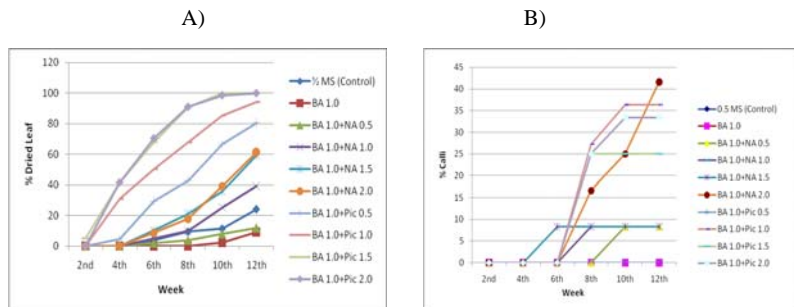 A)
B)
120
100
80
60
40
20
0
% Dried Leaf
2nd 4th 6th 8th 10th 12th
Week
½ MS (Control)
BA 1.0
BA 1.0+NA 0.5
BA 1.0+NA 1.0
BA 1.0+NA 1.5
BA 1.0+NA 2.0
BA 1.0+Pic 0.5
BA 1.0+Pic 1.0
BA 1.0+Pic 1.5
BA 1.0+Pic 2.0
45
40
35
30
25
20
15
10
5
0
% Calli
2nd 4th 6th 8th 10th 12th
Week
0.5 MS (Control)
BA 1.0
BA 1.0+NA 0.5
BA 1.0+NA 1.0
BA 1.0+NA 1.5
BA 1.0+NA 2.0
BA 1.0+Pic 0.5
BA 1.0+Pic 1.0
BA 1.0+Pic 1.5
BA 1.0+Pic 2.0